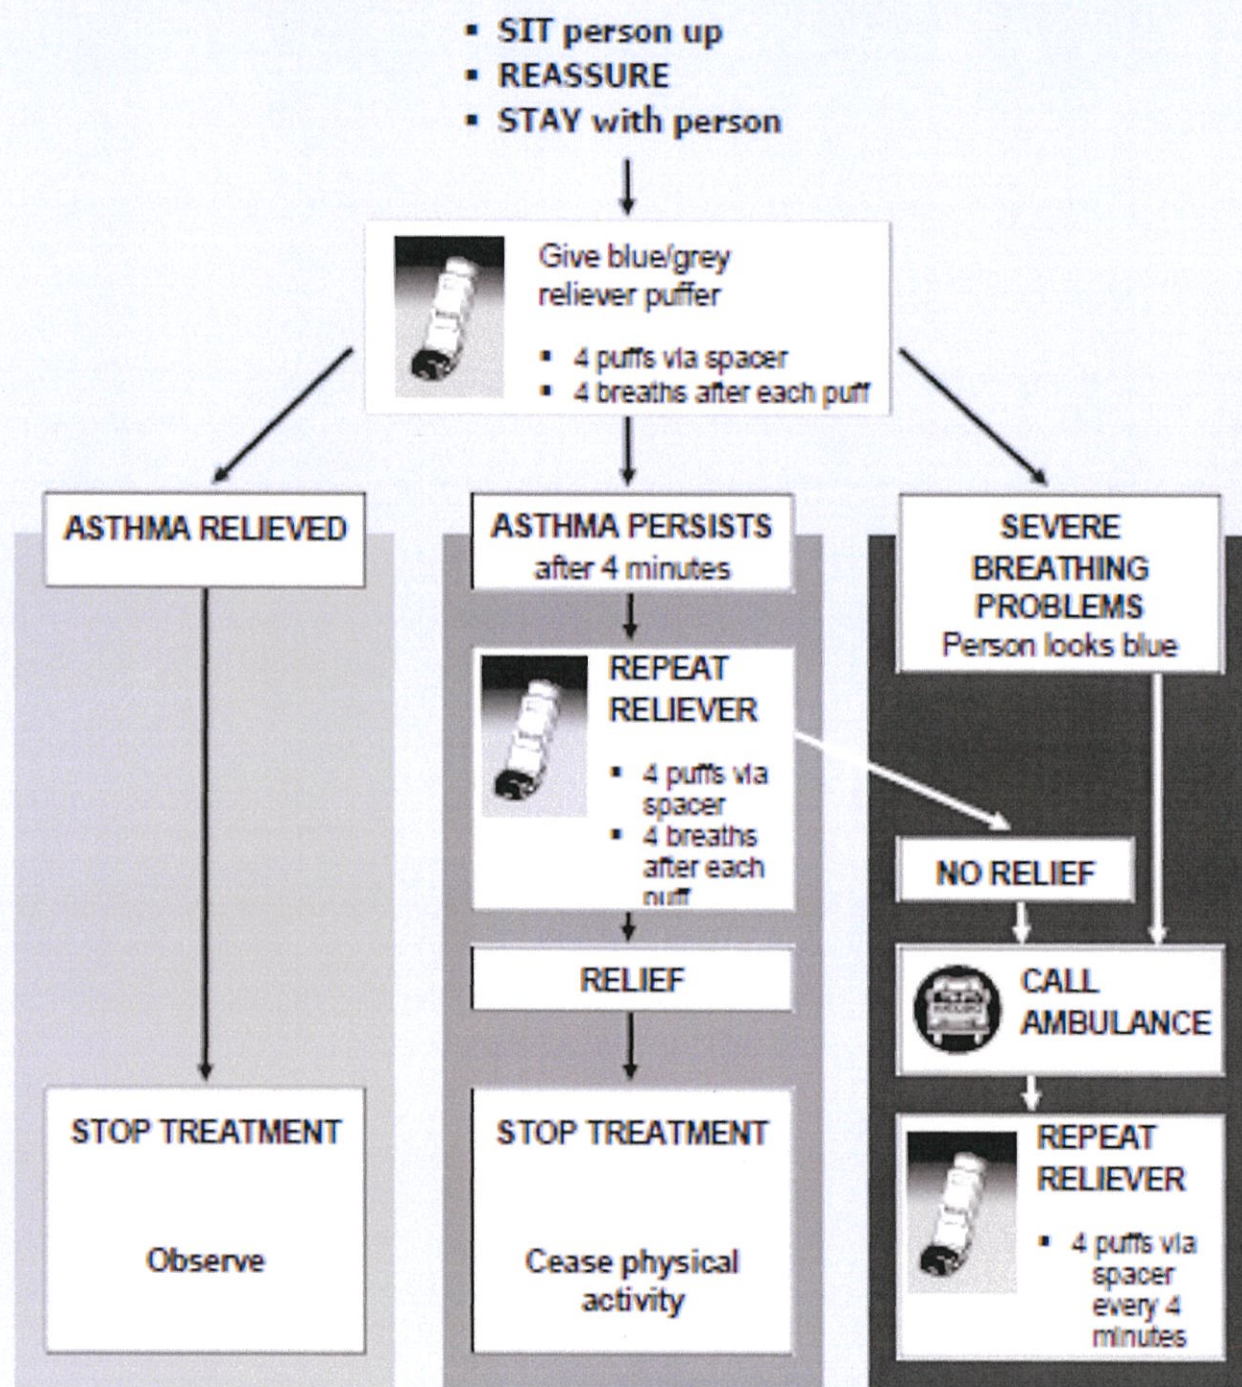 ▪ SIT person up
▪ REASSURE
▪ STAY with person
Give blue/grey
reliever puffer
▪ 4 puffs via spacer
▪ 4 breaths after each puff
ASTHMA RELIEVED
STOP TREATMENT
Observe
ASTHMA PERSISTS
after 4 minutes
REPEAT
RELIEVER
▪ 4 puffs via
spacer
▪ 4 breaths
after each
puff
RELIEF
STOP TREATMENT
Cease physical
activity
SEVERE
BREATHING
PROBLEMS
Person looks blue
NO RELIEF
CALL
AMBULANCE
REPEAT
RELIEVER
▪ 4 puffs via
spacer
every 4
minutes